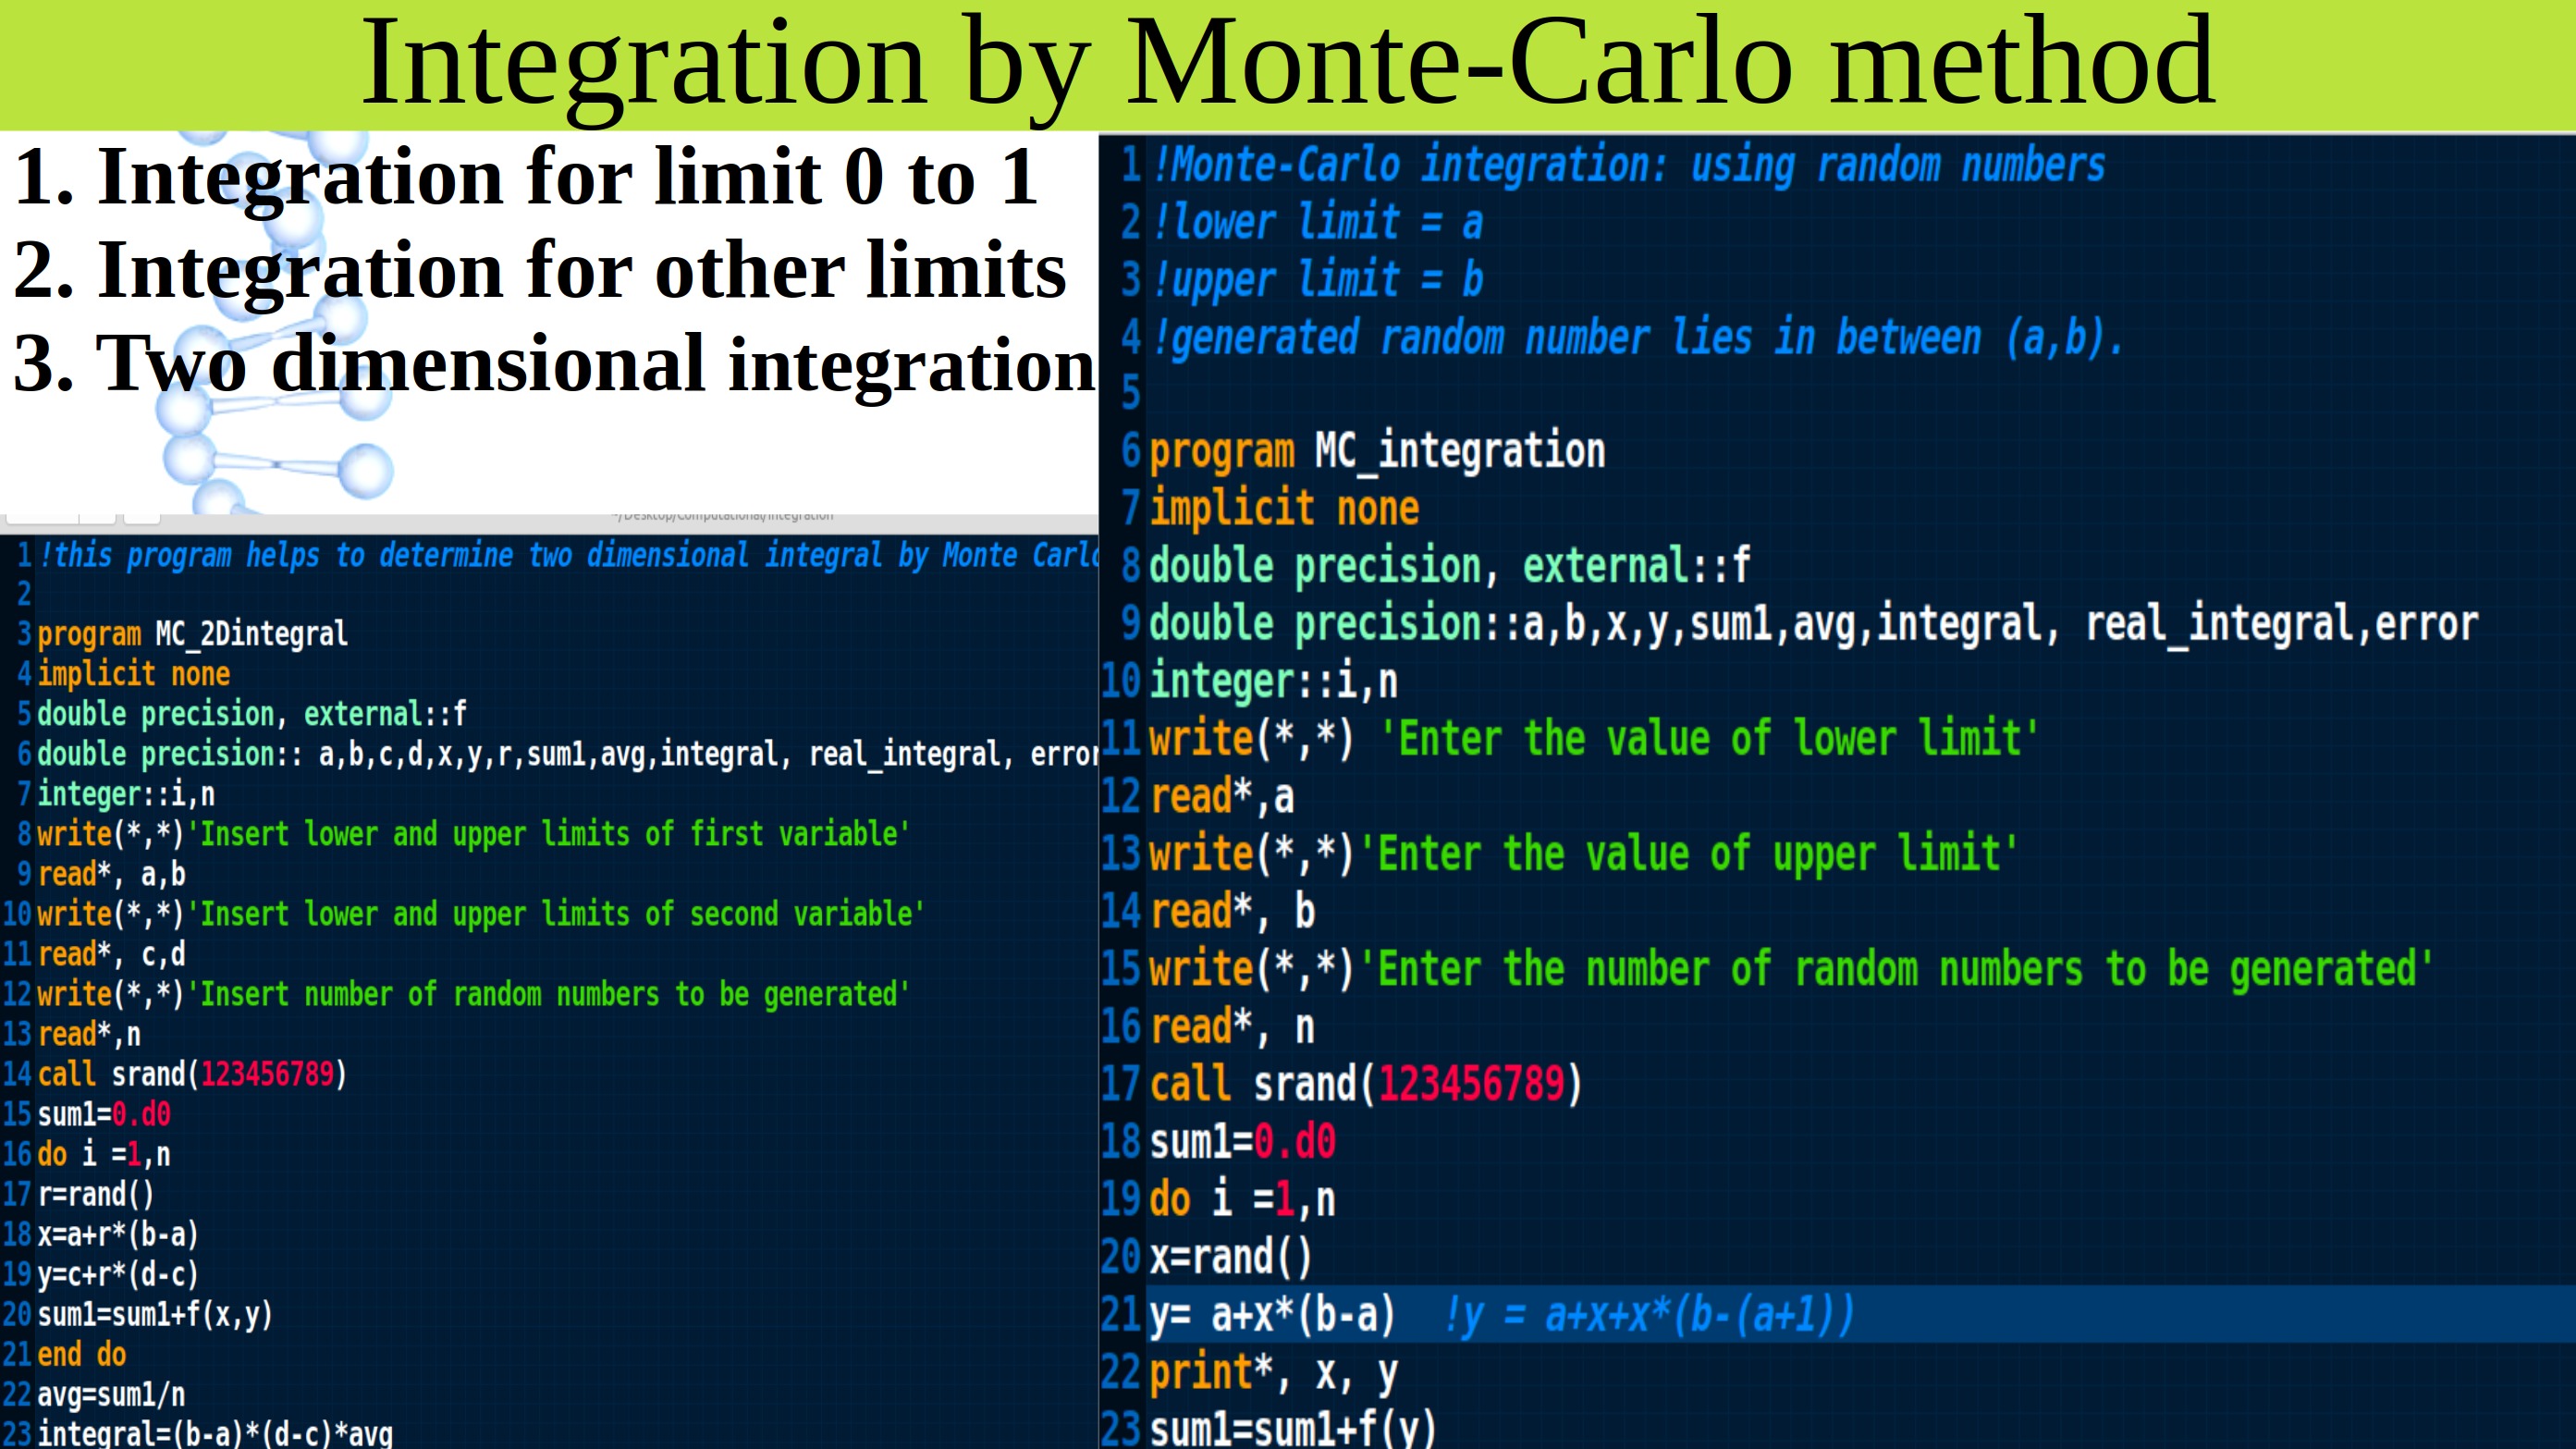 Integration by Monte-Carlo method
1. Integration for limit 0 to 1
2. Integration for other limits
3. Two dimensional integration
~/Desktop/Computational/integration
1 !this program helps to determine two dimensional integral by Monte Carlo
2
3 program MC_2Dintegral
4 implicit none
5 double precision, external::f
6 double precision:: a,b,c,d,x,y,r,sum1,avg,integral, real_integral, error
7 integer::i,n
8 write(*,*)'Insert lower and upper limits of first variable'
9 read*, a,b
10 write(*,*)'Insert lower and upper limits of second variable'
11 read*, c,d
12 write(*,*)'Insert number of random numbers to be generated'
13 read*,n
14 call srand(123456789)
15 sum1=0.d0
16 do i =1,n
17 r=rand()
18 x=a+r*(b-a)
19 y=c+r*(d-c)
20 sum1=sum1+f(x,y)
21 end do
22 avg=sum1/n
23 integral=(b-a)*(d-c)*avg
1 !Monte-Carlo integration: using random numbers
2 !lower limit = a
3 !upper limit = b
4 !generated random number lies in between (a,b).
5
6 program MC_integration
7 implicit none
8 double precision, external::f
9 double precision::a,b,x,y,sum1,avg,integral, real_integral,error
10 integer::i,n
11 write(*,*) 'Enter the value of lower limit'
12 read*,a
13 write(*,*)'Enter the value of upper limit'
14 read*, b
15 write(*,*)'Enter the number of random numbers to be generated'
16 read*, n
17 call srand(123456789)
18 sum1=0.d0
19 do i =1,n
20 x=rand()
21 y= a+x*(b-a)  !y = a+x+x*(b-(a+1))
22 print*, x, y
23 sum1=sum1+f(y)